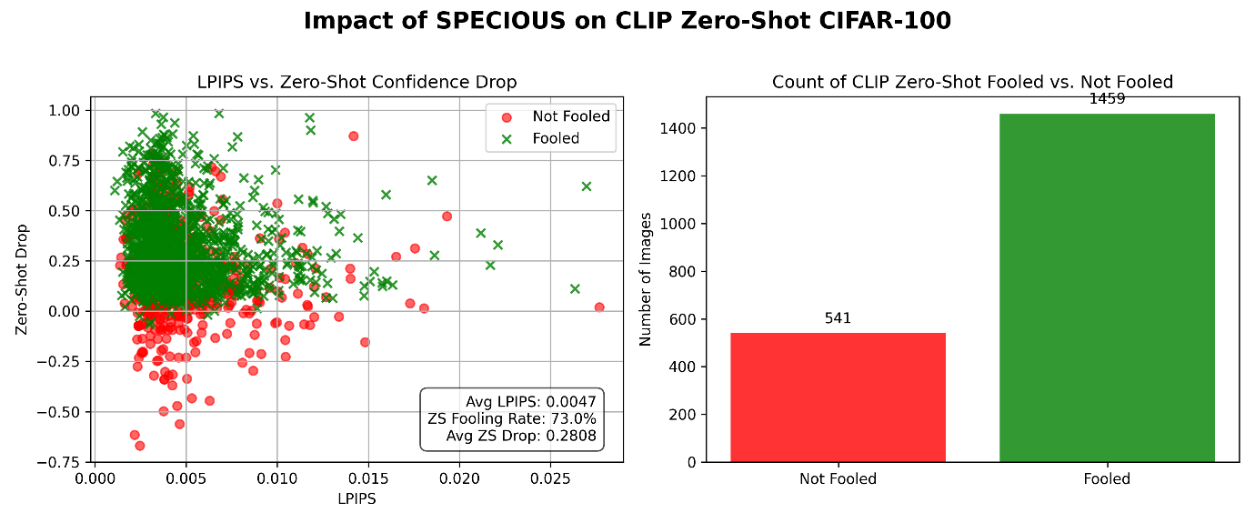 Impact of SPECIOUS on CLIP Zero-Shot CIFAR-100
LPIPS vs. Zero-Shot Confidence Drop
Zero-Shot Drop
1.00
0.75
0.50
0.25
0.00
−0.25
−0.50
−0.75
Not Fooled
Fooled
Avg LPIPS: 0.0047
ZS Fooling Rate: 73.0%
Avg ZS Drop: 0.2808
0.000 0.005 0.010 0.015 0.020 0.025
LPIPS
Count of CLIP Zero-Shot Fooled vs. Not Fooled
Number of Images
1400
1200
1000
800
600
400
200
0
541
1459
Not Fooled Fooled